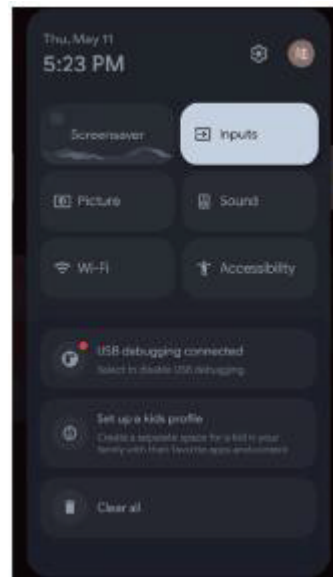 Thu, May 11
5:23 PM
Screensaver
Inputs
Picture
Sound
Wi-Fi
Accessibility
USB debugging connected
Select to disable USB debugging
Set up a kids profile
Create a separate space for a kid in your
family with their favorite apps and content
Clear all